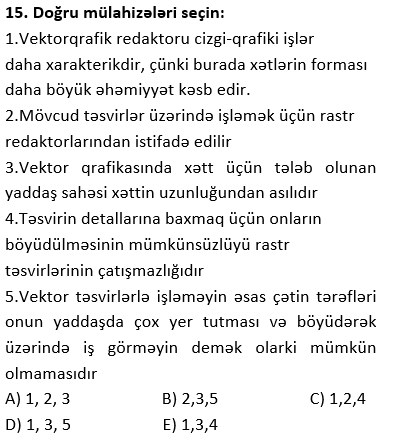 15. Doğru mülahizələri seçin:
1.Vektorqrafik redaktoru cizgi-qrafiki işlər
daha xarakterikdir, çünki burada xətlərin forması
daha böyük əhəmiyyət kəsb edir.
2.Mövcud təsvirlər üzərində işləmək üçün rastr
redaktorlarından istifadə edilir
3.Vektor qrafikasında xətt üçün tələb olunan
yaddaş sahəsi xəttin uzunluğundan asılıdır
4.Təsvirin detallarına baxmaq üçün onların
böyüdülməsinin mümkünsüzlüyü rastr
təsvirlərinin çatışmazlığıdır
5.Vektor təsvirlərlə işləməyin əsas çətin tərəfləri
onun yaddaşda çox yer tutması və böyüdərək
üzərində iş görməyin demək olarki mümkün
olmamasıdır
A) 1, 2, 3 B) 2,3,5 C) 1,2,4
D) 1, 3, 5 E) 1,3,4